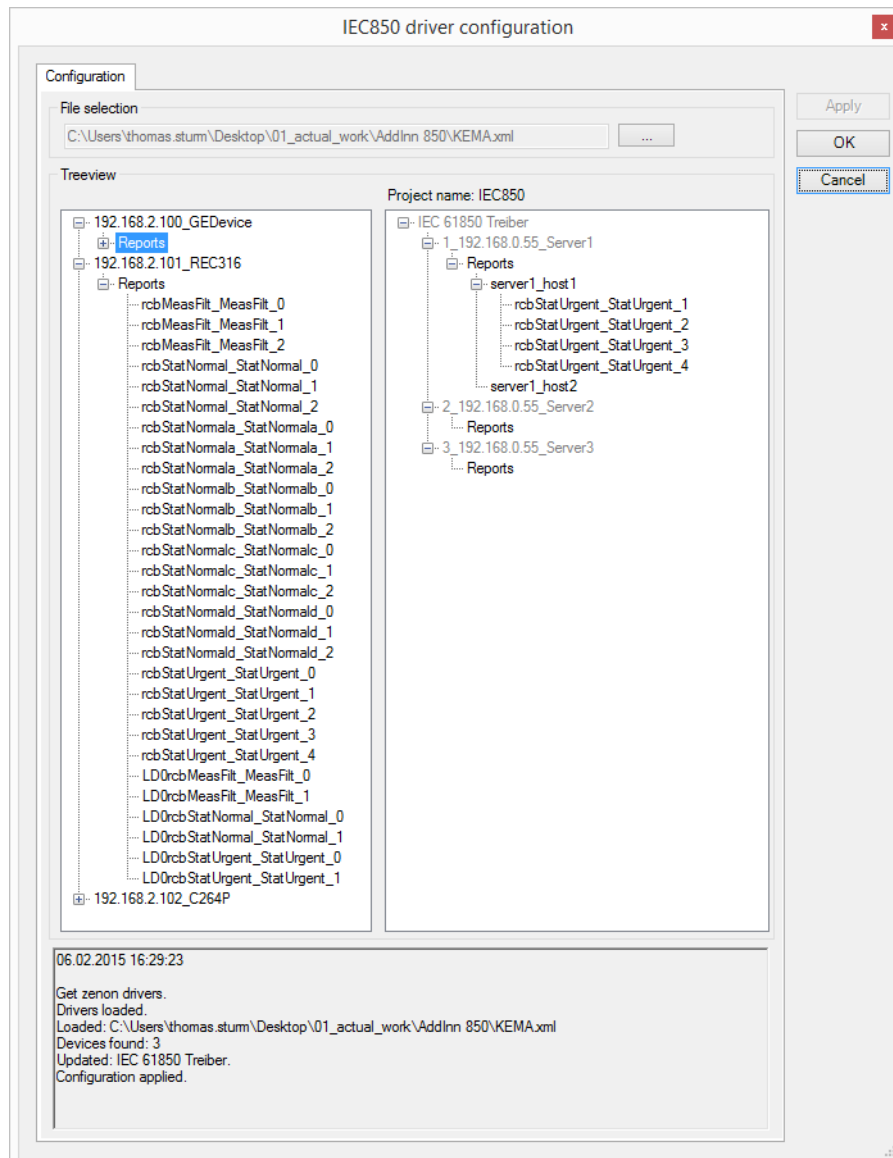 IEC850 driver configuration
x
Configuration
File selection
C:\Users\thomas.sturm\Desktop\01_actual_work\AddInn 850\KEMA.xml
...
Apply
OK
Cancel
Treeview
Project name: IEC850
192.168.2.100_GEDevice
Reports
192.168.2.101_REC316
Reports
rcbMeasFilt_MeasFilt_0
rcbMeasFilt_MeasFilt_1
rcbMeasFilt_MeasFilt_2
rcbStatNormal_StatNormal_0
rcbStatNormal_StatNormal_1
rcbStatNormal_StatNormal_2
rcbStatNormala_StatNormala_0
rcbStatNormala_StatNormala_1
rcbStatNormala_StatNormala_2
rcbStatNormalb_StatNormalb_0
rcbStatNormalb_StatNormalb_1
rcbStatNormalb_StatNormalb_2
rcbStatNormalc_StatNormalc_0
rcbStatNormalc_StatNormalc_1
rcbStatNormalc_StatNormalc_2
rcbStatNormald_StatNormald_0
rcbStatNormald_StatNormald_1
rcbStatNormald_StatNormald_2
rcbStatUrgent_StatUrgent_0
rcbStatUrgent_StatUrgent_1
rcbStatUrgent_StatUrgent_2
rcbStatUrgent_StatUrgent_3
rcbStatUrgent_StatUrgent_4
LD0rcbMeasFilt_MeasFilt_0
LD0rcbMeasFilt_MeasFilt_1
LD0rcbStatNormal_StatNormal_0
LD0rcbStatNormal_StatNormal_1
LD0rcbStatUrgent_StatUrgent_0
LD0rcbStatUrgent_StatUrgent_1
192.168.2.102_C264P
IEC 61850 Treiber
1_192.168.0.55_Server1
Reports
server1_host1
rcbStatUrgent_StatUrgent_1
rcbStatUrgent_StatUrgent_2
rcbStatUrgent_StatUrgent_3
rcbStatUrgent_StatUrgent_4
server1_host2
2_192.168.0.55_Server2
Reports
3_192.168.0.55_Server3
Reports
06.02.2015 16:29:23
Get zenon drivers.
Drivers loaded.
Loaded: C:\Users\thomas.sturm\Desktop\01_actual_work\AddInn 850\KEMA.xml
Devices found: 3
Updated: IEC 61850 Treiber.
Configuration applied.